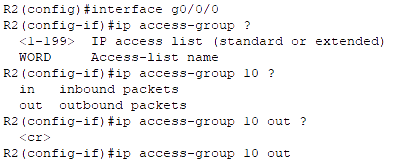 R2(config)#interface g0/0/0
R2(config-if)#ip access-group ?
<1-199> IP access list (standard or extended)
WORD Access-list name
R2(config-if)#ip access-group 10 ?
in inbound packets
out outbound packets
R2(config-if)#ip access-group 10 out ?
<cr>
R2(config-if)#ip access-group 10 out